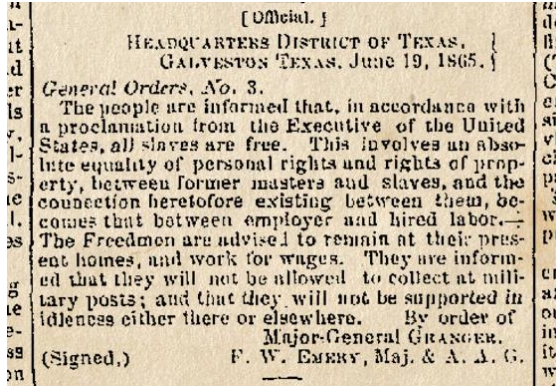 [Official.]
HEADQUARTERS DISTRICT OF TEXAS,
GALVESTON TEXAS, June 19, 1865.
General Orders, No. 3.
The people are informed that, in accordance with
a proclamation from the Executive of the United
States, all slaves are free. This involves an abso-
lute equality of personal rights and rights of prop-
erty, between former masters and slaves, and the
connection heretofore existing between them, be-
comes that between employer and hired labor.—
The Freedmen are advised to remain at their pres-
ent homes, and work for wages. They are inform-
ed that they will not be allowed to collect at mili-
tary posts; and that they will not be supported in
idleness either there or elsewhere. By order of
Major-General GRANGER.
(Signed,) F. W. EMERY, Maj. & A. A. G.